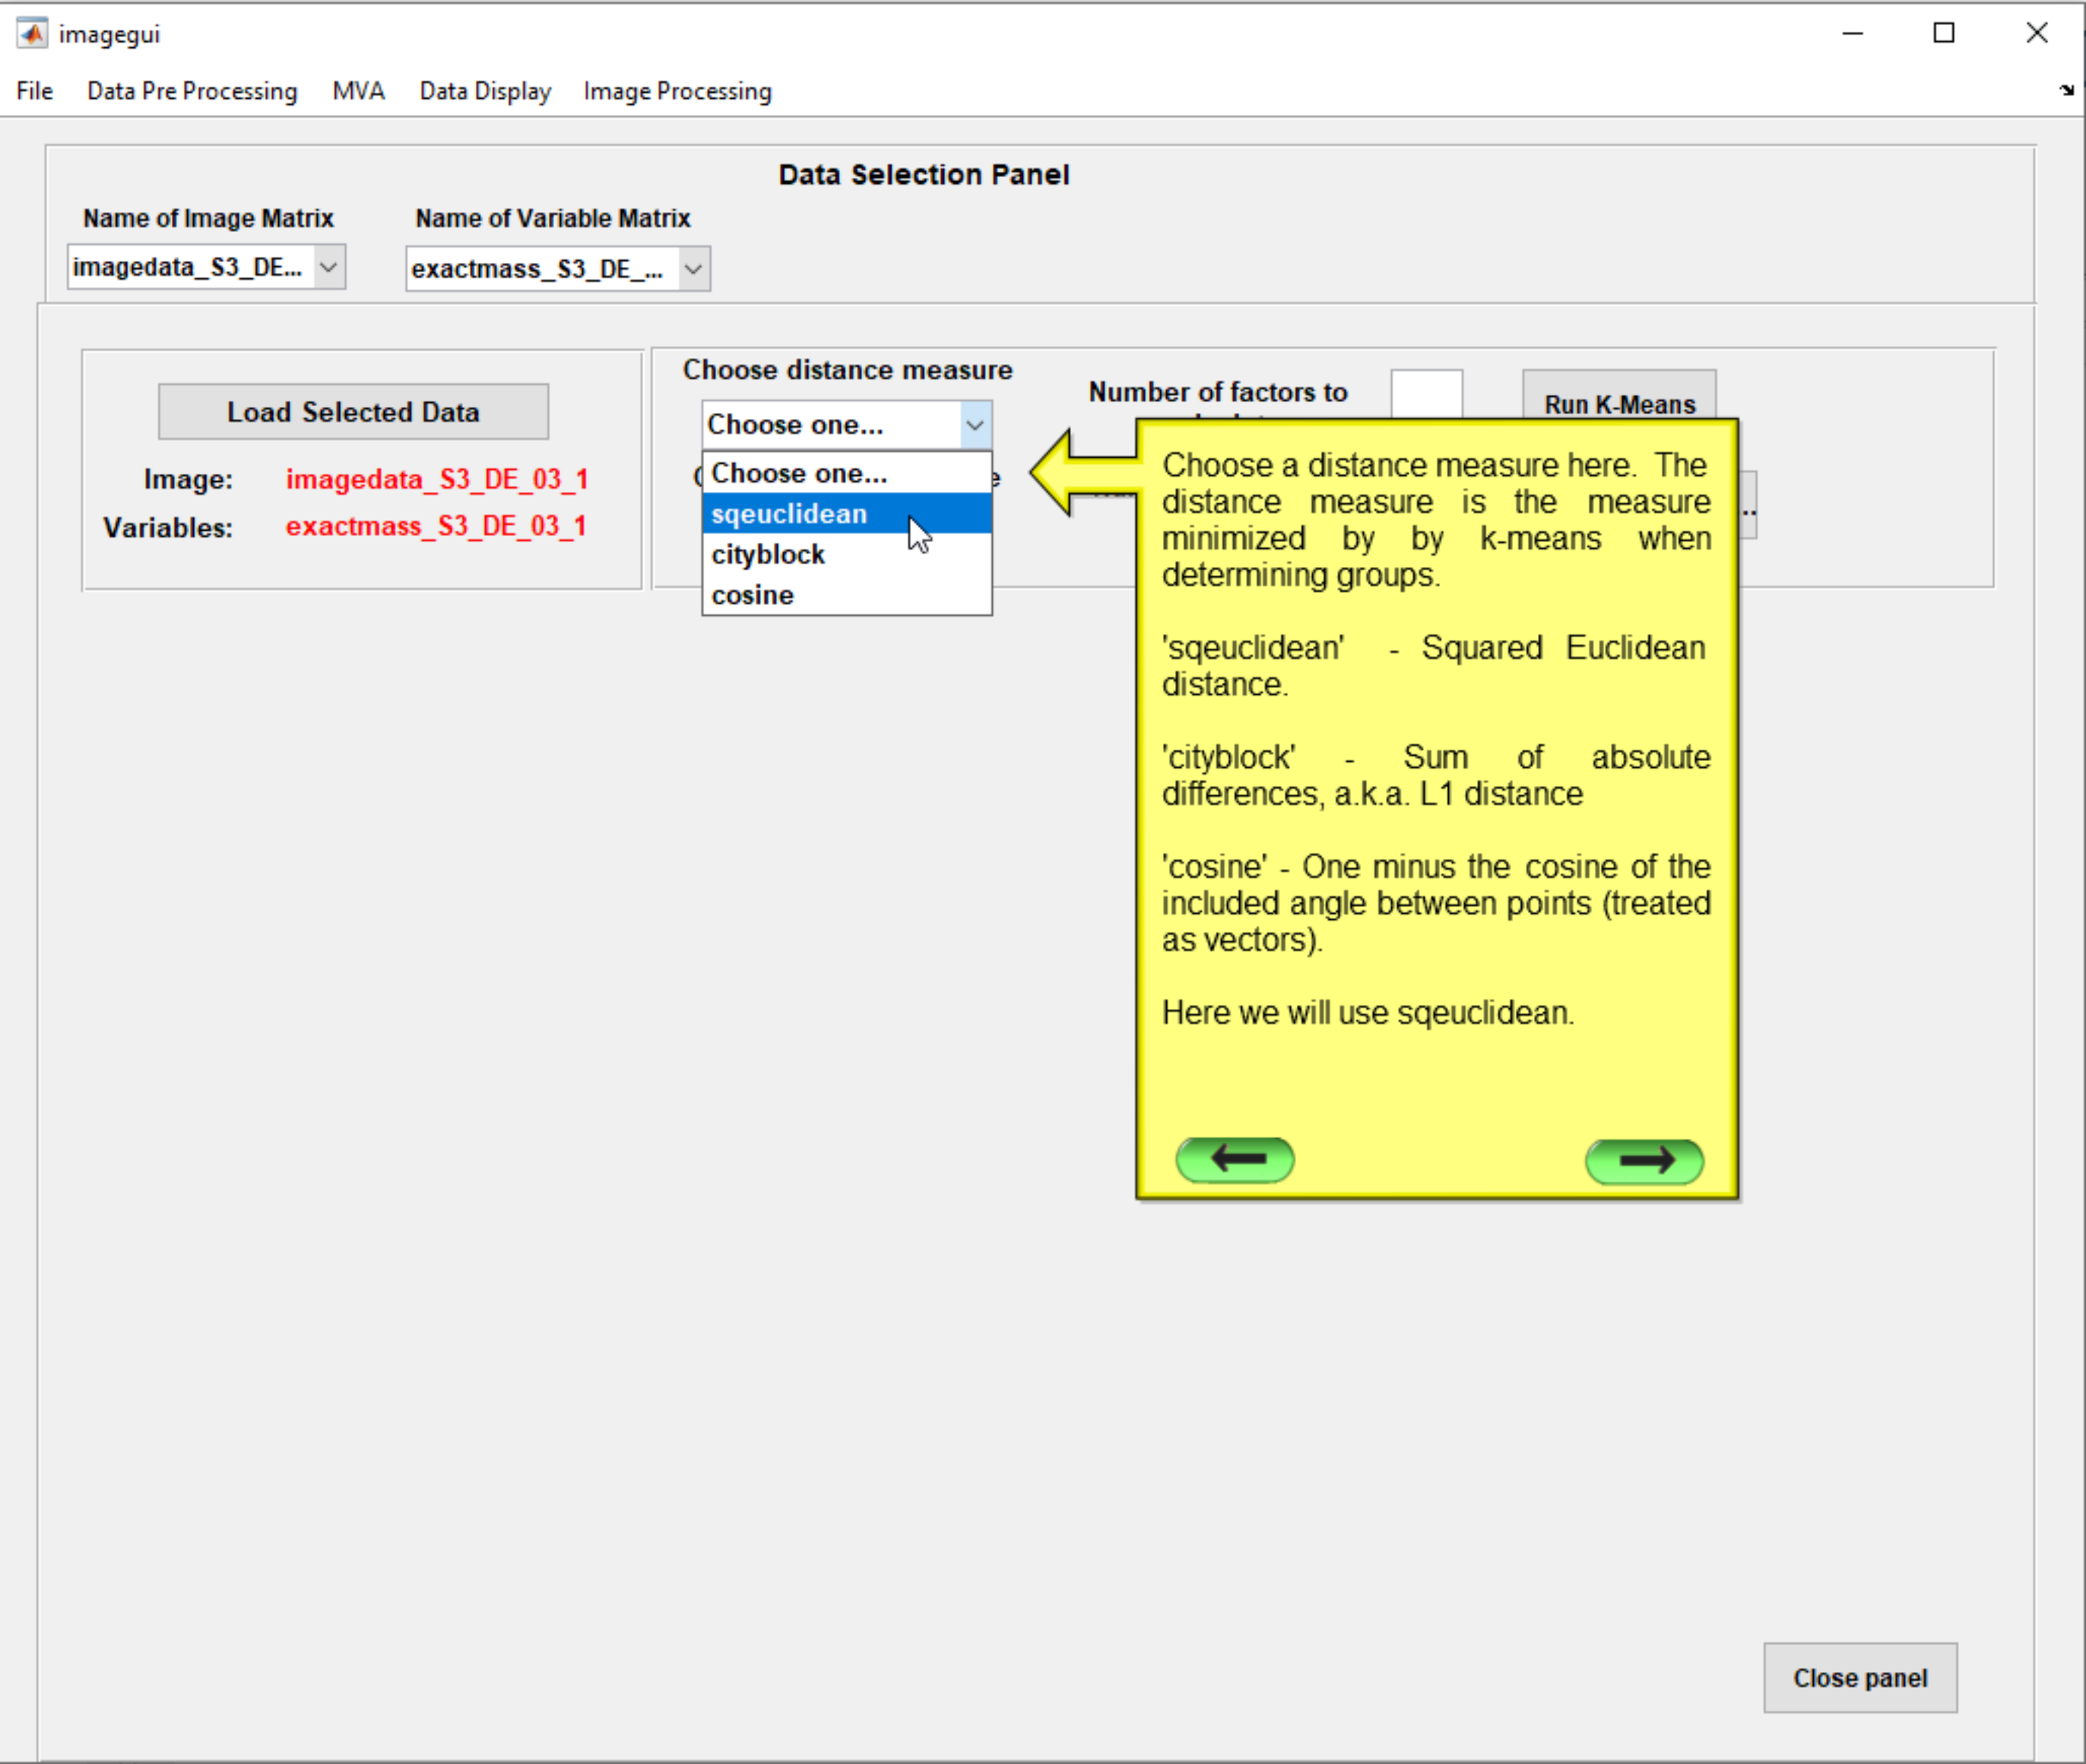 imagegui
File Data Pre Processing MVA Data Display Image Processing
Data Selection Panel
Name of Image Matrix Name of Variable Matrix
imagedata_S3_DE... exactmass_S3_DE_...
Load Selected Data
Image: imagedata_S3_DE_03_1
Variables: exactmass_S3_DE_03_1
Choose distance measure
Choose one...
Choose one...
sqeuclidean
cityblock
cosine
Number of factors to
Run K-Means
Choose a distance measure here. The
distance measure is the measure
minimized by by k-means when
determining groups.
'sqeuclidean' - Squared Euclidean
distance.
'cityblock' - Sum of absolute
differences, a.k.a. L1 distance
'cosine' - One minus the cosine of the
included angle between points (treated
as vectors).
Here we will use sqeuclidean.
Close panel